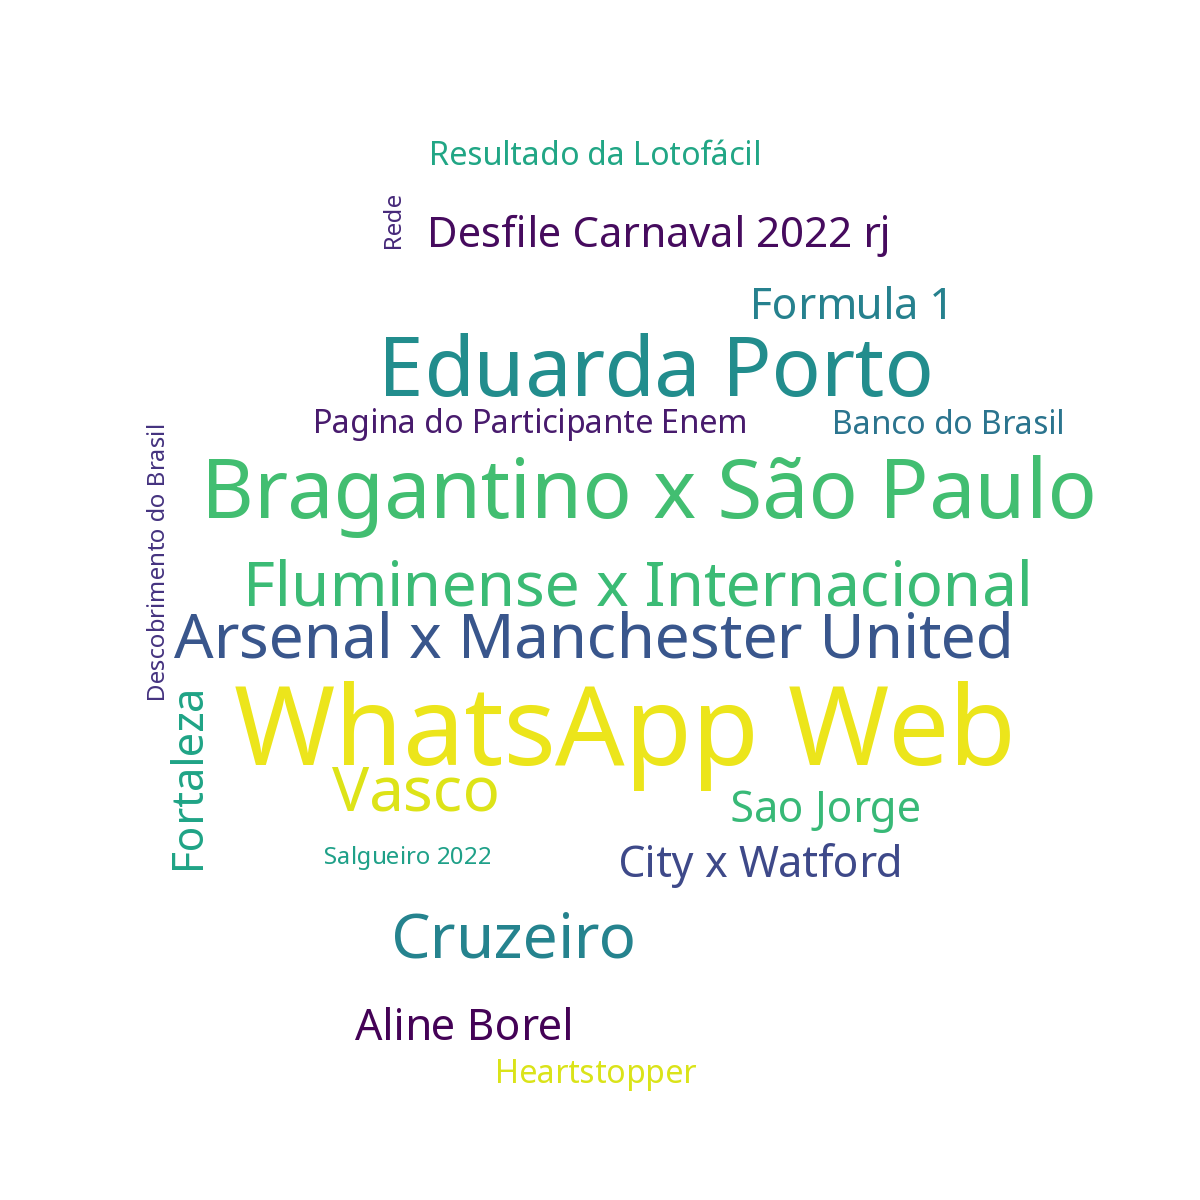 Resultado da Lotofácil
Rede
Desfile Carnaval 2022 rj
Formula 1
Eduarda Porto
Pagina do Participante Enem
Banco do Brasil
Descobrimento do Brasil
Bragantino x São Paulo
Fluminense x Internacional
Arsenal x Manchester United
WhatsApp Web
Fortaleza
Vasco
Sao Jorge
Salgueiro 2022
City x Watford
Cruzeiro
Aline Borel
Heartstopper